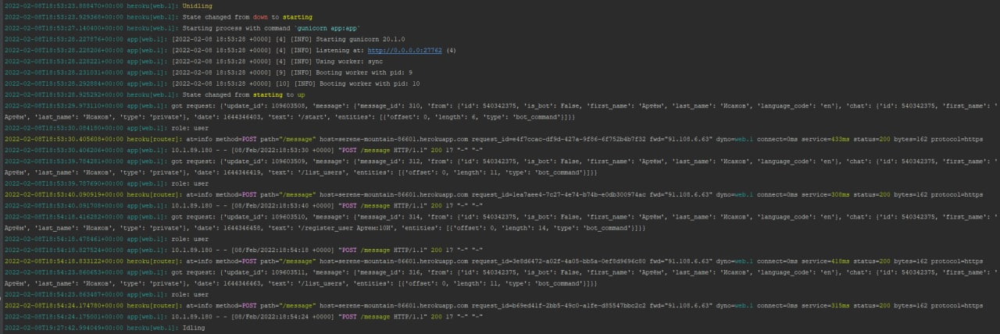 2022-02-08T18:53:23.888470+00:00 heroku[web.1]: Unidling
2022-02-08T18:53:23.929368+00:00 heroku[web.1]: State changed from down to starting
2022-02-08T18:53:27.140400+00:00 heroku[web.1]: Starting process with command `gunicorn app:app`
2022-02-08T18:53:28.227876+00:00 app[web.1]: [2022-02-08 18:53:28 +0000] [4] [INFO] Starting gunicorn 20.1.0
2022-02-08T18:53:28.228206+00:00 app[web.1]: [2022-02-08 18:53:28 +0000] [4] [INFO] Listening at: http://0.0.0.0:27762 (4)
2022-02-08T18:53:28.228221+00:00 app[web.1]: [2022-02-08 18:53:28 +0000] [4] [INFO] Using worker: sync
2022-02-08T18:53:28.231031+00:00 app[web.1]: [2022-02-08 18:53:28 +0000] [9] [INFO] Booting worker with pid: 9
2022-02-08T18:53:28.292884+00:00 app[web.1]: [2022-02-08 18:53:28 +0000] [10] [INFO] Booting worker with pid: 10
2022-02-08T18:53:28.925292+00:00 heroku[web.1]: State changed from starting to up
2022-02-08T18:53:29.973110+00:00 app[web.1]: got request: {'update_id': 109603508, 'message': {'message_id': 310, 'from': {'id': 540342375, 'is_bot': False, 'first_name': 'Артём', 'last_name': 'Исахов', 'language_code': 'en'}, 'chat': {'id': 540342375, 'first_name': '
Артём', 'last_name': 'Исахов', 'type': 'private'}, 'date': 1644346403, 'text': '/start', 'entities': [{'offset': 0, 'length': 6, 'type': 'bot_command'}]}}
2022-02-08T18:53:30.084180+00:00 app[web.1]: role: user
2022-02-08T18:53:30.405608+00:00 heroku[router]: at=info method=POST path="/message" host=serene-mountain-86601.herokuapp.com request_id=e4f7ccac-df9d-427a-9f86-6f752b4b7f32 fwd="91.108.6.63" dyno=web.1 connect=0ms service=433ms status=200 bytes=162 protocol=https
2022-02-08T18:53:30.406206+00:00 app[web.1]: 10.1.89.180 - - [08/Feb/2022:18:53:30 +0000] "POST /message HTTP/1.1" 200 17 "-" "-"
2022-02-08T18:53:39.784281+00:00 app[web.1]: got request: {'update_id': 109603509, 'message': {'message_id': 312, 'from': {'id': 540342375, 'is_bot': False, 'first_name': 'Артём', 'last_name': 'Исахов', 'language_code': 'en'}, 'chat': {'id': 540342375, 'first_name': '
Артём', 'last_name': 'Исахов', 'type': 'private'}, 'date': 1644346419, 'text': '/list_users', 'entities': [{'offset': 0, 'length': 11, 'type': 'bot_command'}]}}
2022-02-08T18:53:39.787690+00:00 app[web.1]: role: user
2022-02-08T18:53:40.090919+00:00 heroku[router]: at=info method=POST path="/message" host=serene-mountain-86601.herokuapp.com request_id=1ea7aee4-7c27-4e74-b74b-e0db300974ac fwd="91.108.6.63" dyno=web.1 connect=0ms service=308ms status=200 bytes=162 protocol=https
2022-02-08T18:53:40.091708+00:00 app[web.1]: 10.1.89.180 - - [08/Feb/2022:18:53:40 +0000] "POST /message HTTP/1.1" 200 17 "-" "-"
2022-02-08T18:54:18.416282+00:00 app[web.1]: got request: {'update_id': 109603510, 'message': {'message_id': 314, 'from': {'id': 540342375, 'is_bot': False, 'first_name': 'Артём', 'last_name': 'Исахов', 'language_code': 'en'}, 'chat': {'id': 540342375, 'first_name': '
Артём', 'last_name': 'Исахов', 'type': 'private'}, 'date': 1644346458, 'text': '/register_user Артем:10И', 'entities': [{'offset': 0, 'length': 14, 'type': 'bot_command'}]}}
2022-02-08T18:54:18.478461+00:00 app[web.1]: role: user
2022-02-08T18:54:18.827524+00:00 app[web.1]: 10.1.89.180 - - [08/Feb/2022:18:54:18 +0000] "POST /message HTTP/1.1" 200 17 "-" "-"
2022-02-08T18:54:18.833122+00:00 heroku[router]: at=info method=POST path="/message" host=serene-mountain-86601.herokuapp.com request_id=3e8d6472-a02f-4a05-bb5a-0ef8d9696c80 fwd="91.108.6.63" dyno=web.1 connect=0ms service=418ms status=200 bytes=162 protocol=https
2022-02-08T18:54:23.860653+00:00 app[web.1]: got request: {'update_id': 109603511, 'message': {'message_id': 316, 'from': {'id': 540342375, 'is_bot': False, 'first_name': 'Артём', 'last_name': 'Исахов', 'language_code': 'en'}, 'chat': {'id': 540342375, 'first_name': '
Артём', 'last_name': 'Исахов', 'type': 'private'}, 'date': 1644346463, 'text': '/list_users', 'entities': [{'offset': 0, 'length': 11, 'type': 'bot_command'}]}}
2022-02-08T18:54:23.863487+00:00 app[web.1]: role: user
2022-02-08T18:54:24.174780+00:00 heroku[router]: at=info method=POST path="/message" host=serene-mountain-86601.herokuapp.com request_id=b69ed41f-2bb5-49c0-a1fe-d85547bbc2c2 fwd="91.108.6.63" dyno=web.1 connect=0ms service=315ms status=200 bytes=162 protocol=https
2022-02-08T18:54:24.175001+00:00 app[web.1]: 10.1.89.180 - - [08/Feb/2022:18:54:24 +0000] "POST /message HTTP/1.1" 200 17 "-" "-"
2022-02-08T19:27:42.994049+00:00 heroku[web.1]: Idling